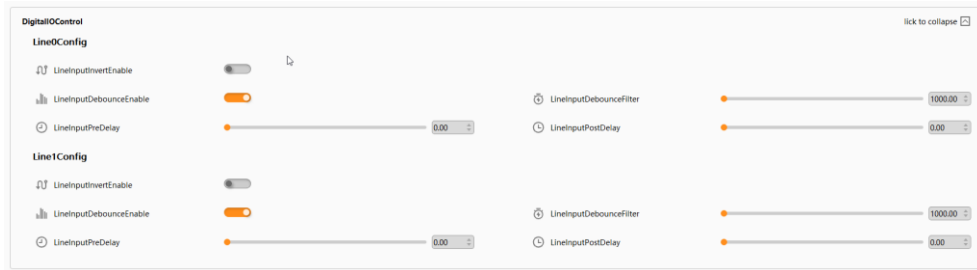 DigitalIOControl lick to collapse
Line0Config
LineInputInvertEnable
LineInputDebounceEnable LineInputDebounceFilter 1000.00
LineInputPreDelay 0.00 LineInputPostDelay 0.00
Line1Config
LineInputInvertEnable
LineInputDebounceEnable LineInputDebounceFilter 1000.00
LineInputPreDelay 0.00 LineInputPostDelay 0.00